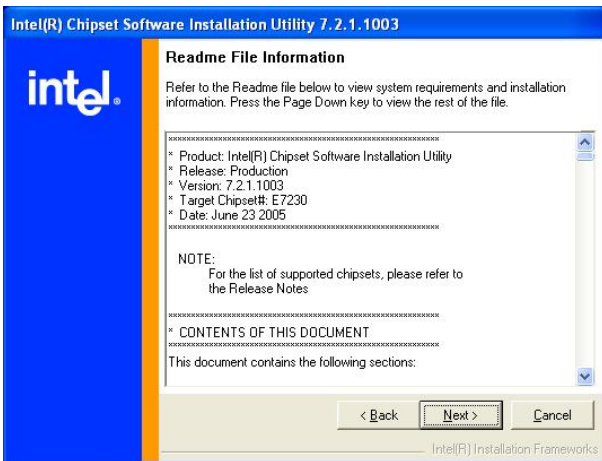 Intel(R) Chipset Software Installation Utility 7.2.1.1003
intel®
Readme File Information
Refer to the Readme file below to view system requirements and installation
information. Press the Page Down key to view the rest of the file.
************************************************************
* Product: Intel(R) Chipset Software Installation Utility
* Release: Production
* Version: 7.2.1.1003
* Target Chipset#: E7230
* Date: June 23 2005
************************************************************
NOTE:
For the list of supported chipsets, please refer to
the Release Notes
************************************************************
* CONTENTS OF THIS DOCUMENT
************************************************************
This document contains the following sections:
< Back
Next >
Cancel
Intel(R) Installation Frameworks